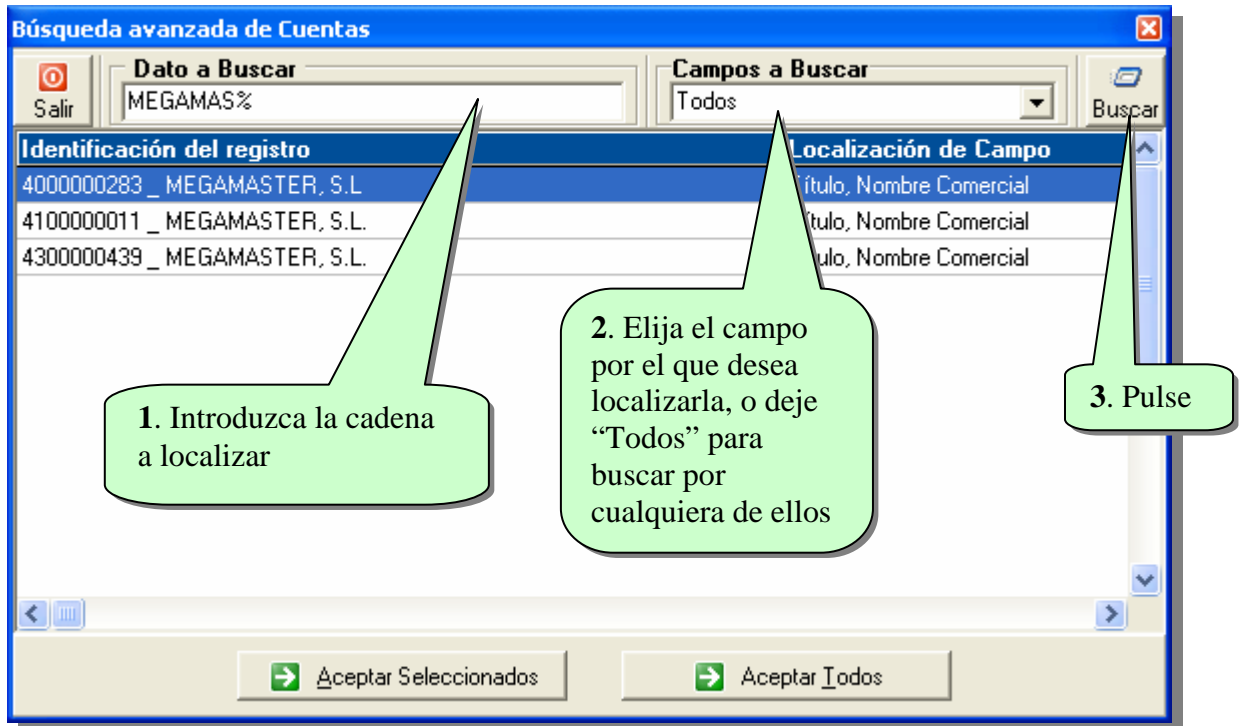 Búsqueda avanzada de Cuentas
Salir
Dato a Buscar
MEGAMAS%
Campos a Buscar
Todos
Buscar
Identificación del registro
Localización de Campo
4000000283 _ MEGAMASTER, S.L
ítulo, Nombre Comercial
4100000011 _ MEGAMASTER, S.L.
ítulo, Nombre Comercial
4300000439 _ MEGAMASTER, S.L.
ulo, Nombre Comercial
1. Introduzca la cadena
a localizar
2. Elija el campo
por el que desea
localizarla, o deje
“Todos” para
buscar por
cualquiera de ellos
3. Pulse
Aceptar Seleccionados
Aceptar Todos